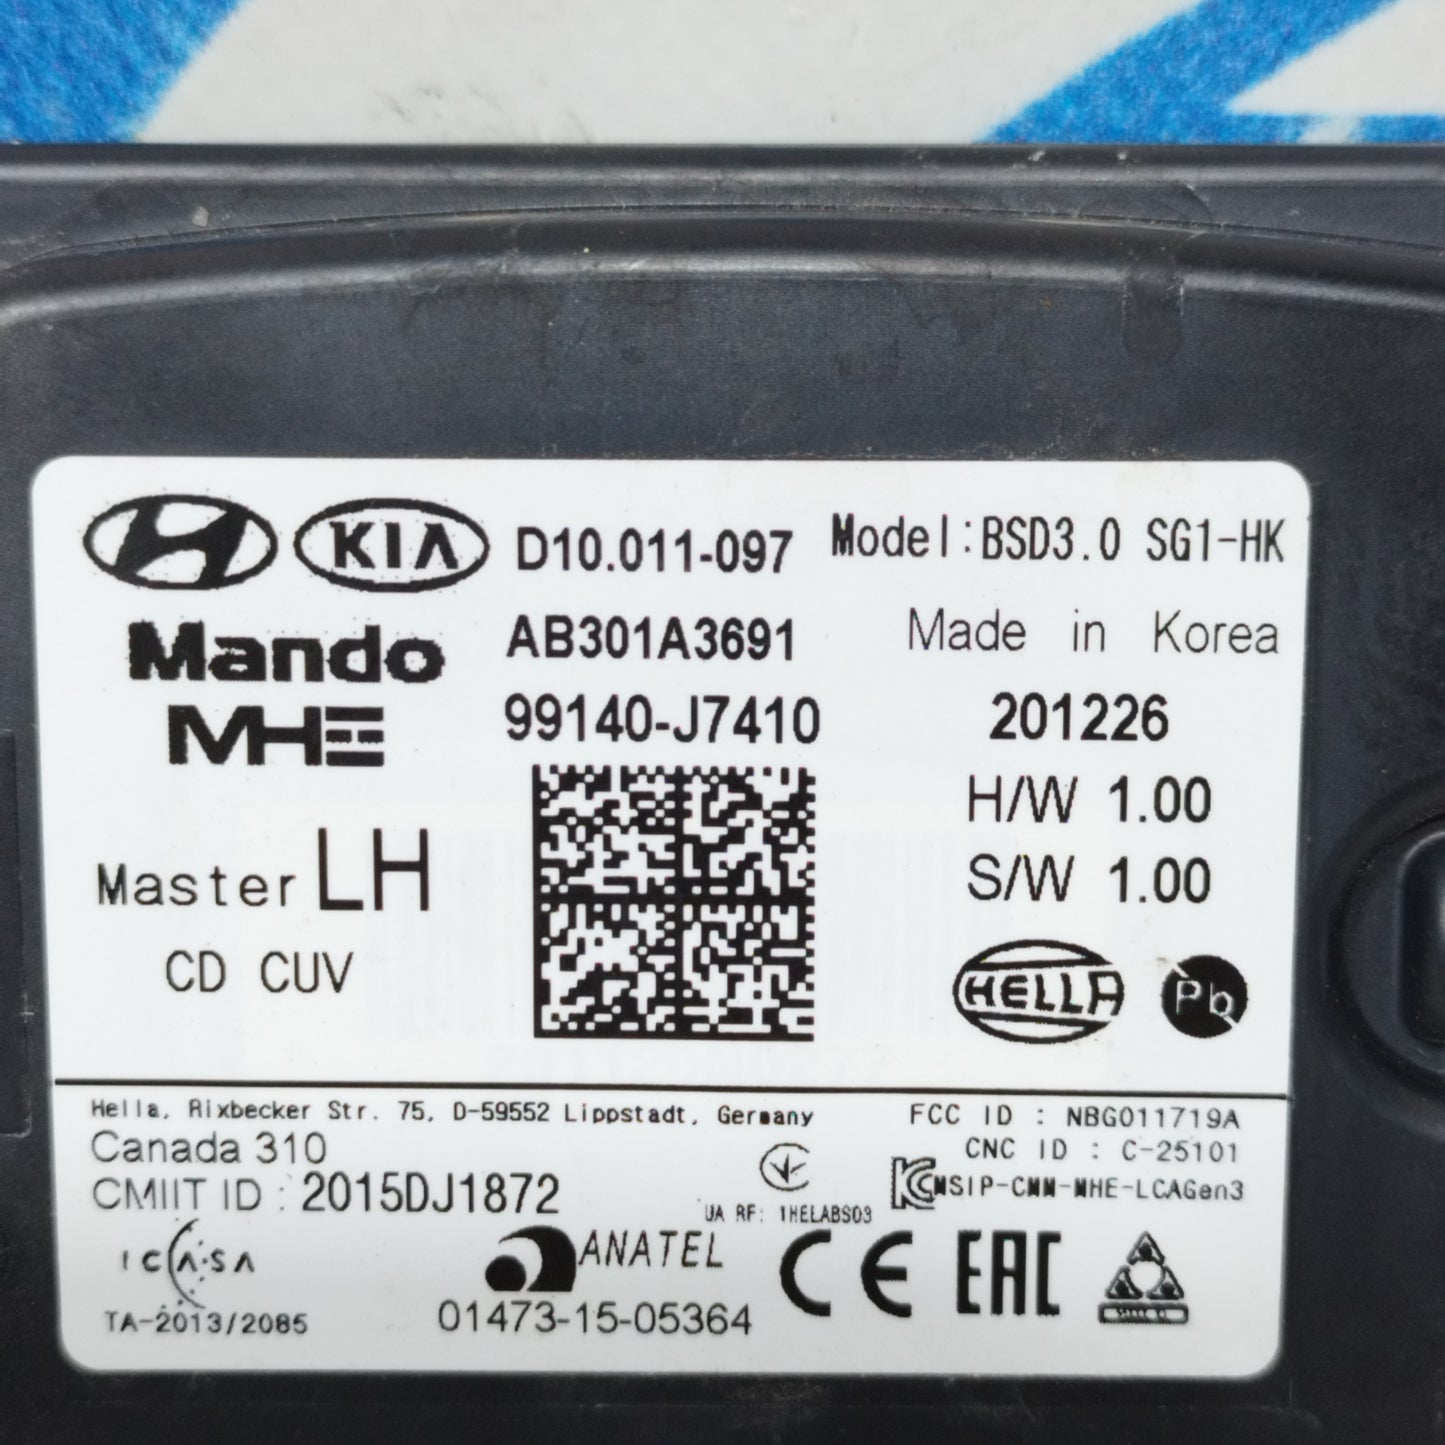 KIA D10.011-097 Model:BSD3.0 SG1-HK
Mando AB301A3691 Made in Korea
MHE 99140-J7410 201226
H/W 1.00
Master LH S/W 1.00
CD CUV HELLA Pb
Hella, Rixbecker Str. 75, D-59552 Lippstadt, Germany FCC ID : NBG011719A
Canada 310 CNC ID : C-25101
CMIIT ID : 2015DJ1872 MSIP-CMM-MHE-LCAGen3
UA RF: 1HELABS03
ICASA ANATEL CE EAC
TA-2013/2085 01473-15-05364